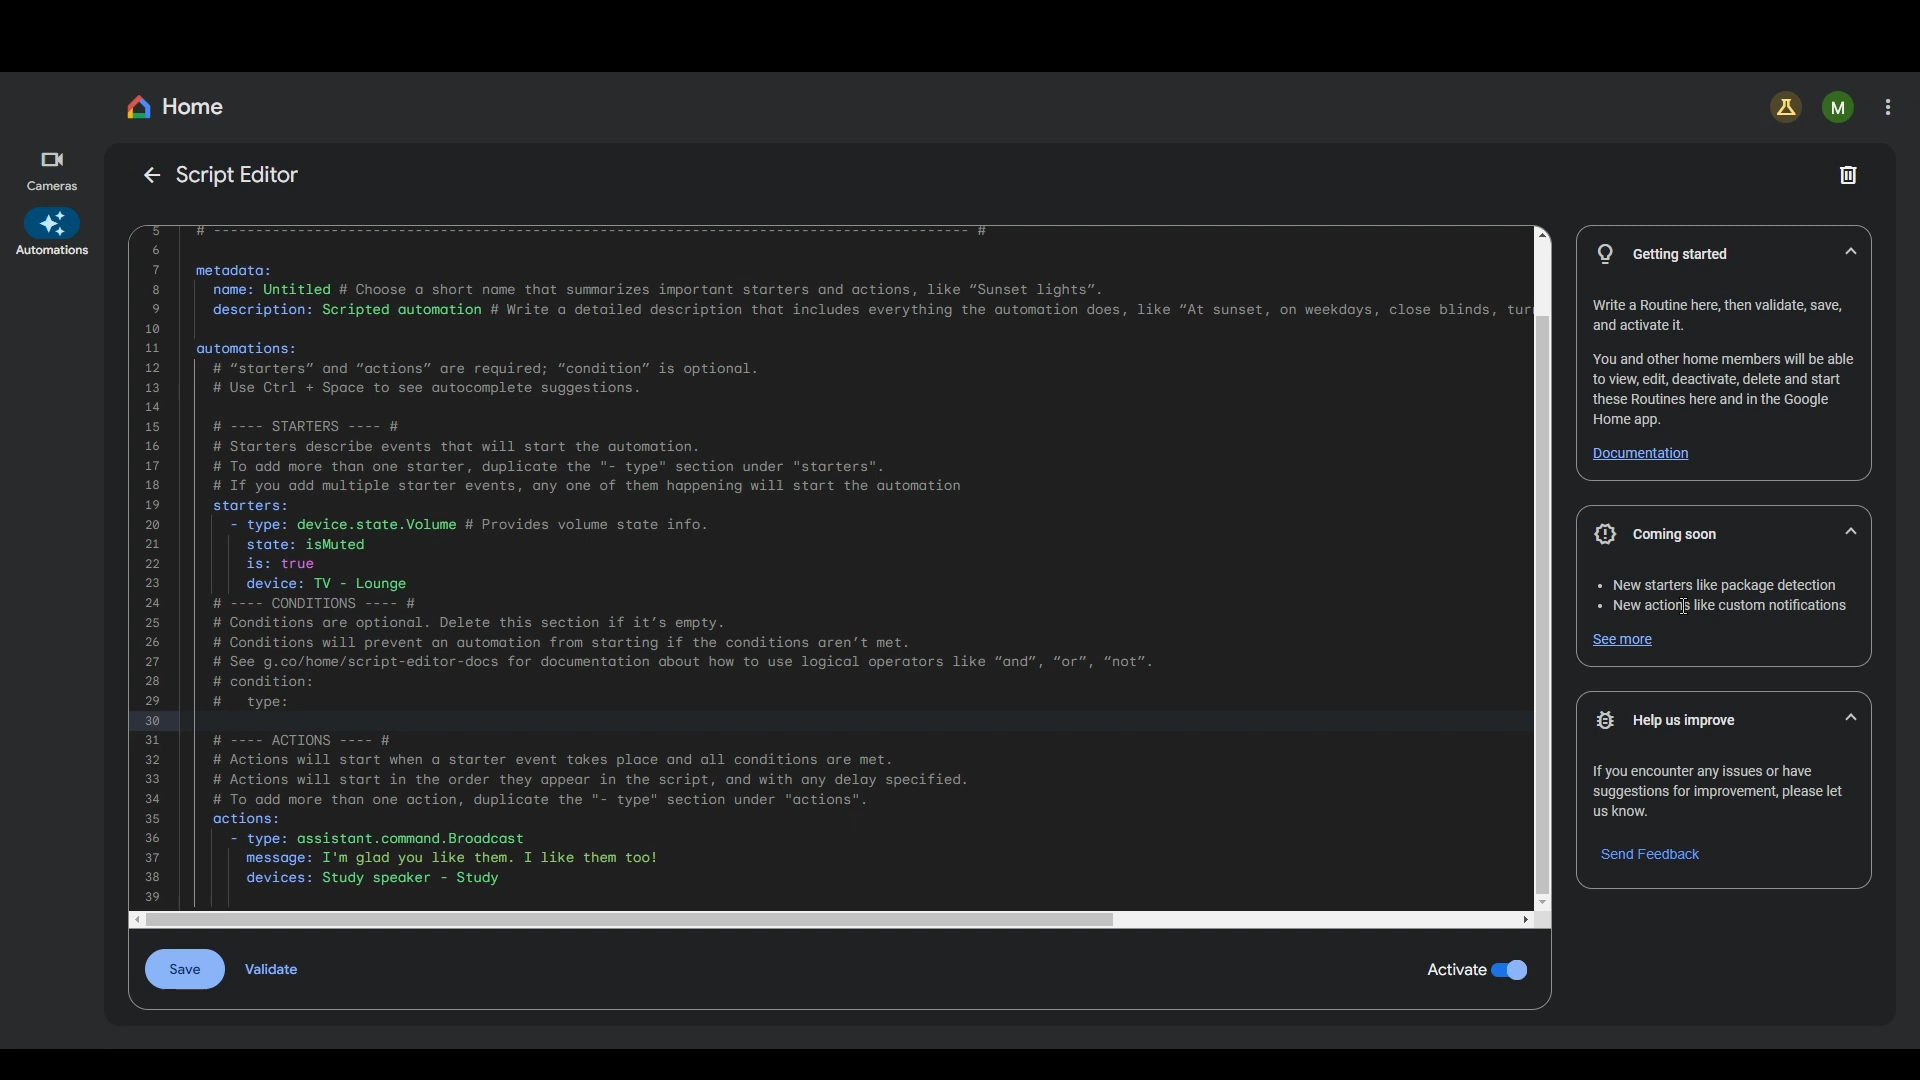 Home
M
Cameras
Automations
Script Editor
5 # ------------------------------------------------------------------------------------------ #
6
7 metadata:
8 name: Untitled # Choose a short name that summarizes important starters and actions, like “Sunset lights”.
9 description: Scripted automation # Write a detailed description that includes everything the automation does, like “At sunset, on weekdays, close blinds,
10
11 automations:
12 # “starters” and “actions” are required; “condition” is optional.
13 # Use Ctrl + Space to see autocomplete suggestions.
14
15 # ---- STARTERS ---- #
16 # Starters describe events that will start the automation.
17 # To add more than one starter, duplicate the "- type" section under "starters".
18 # If you add multiple starter events, any one of them happening will start the automation
19 starters:
20 - type: device.state.Volume # Provides volume state info.
21 state: isMuted
22 is: true
23 device: TV - Lounge
24 # ---- CONDITIONS ---- #
25 # Conditions are optional. Delete this section if it’s empty.
26 # Conditions will prevent an automation from starting if the conditions aren’t met.
27 # See g.co/home/script-editor-docs for documentation about how to use logical operators like “and”, “or”, “not”.
28 # condition:
29 # type:
30
31 # ---- ACTIONS ---- #
32 # Actions will start when a starter event takes place and all conditions are met.
33 # Actions will start in the order they appear in the script, and with any delay specified.
34 # To add more than one action, duplicate the "- type" section under "actions".
35 actions:
36 - type: assistant.command.Broadcast
37 message: I'm glad you like them. I like them too!
38 devices: Study speaker - Study
39
Save
Validate
Activate
Getting started
Write a Routine here, then validate, save,
and activate it.
You and other home members will be able
to view, edit, deactivate, delete and start
these Routines here and in the Google
Home app.
Documentation
Coming soon
• New starters like package detection
• New actions like custom notifications
See more
Help us improve
If you encounter any issues or have
suggestions for improvement, please let
us know.
Send Feedback